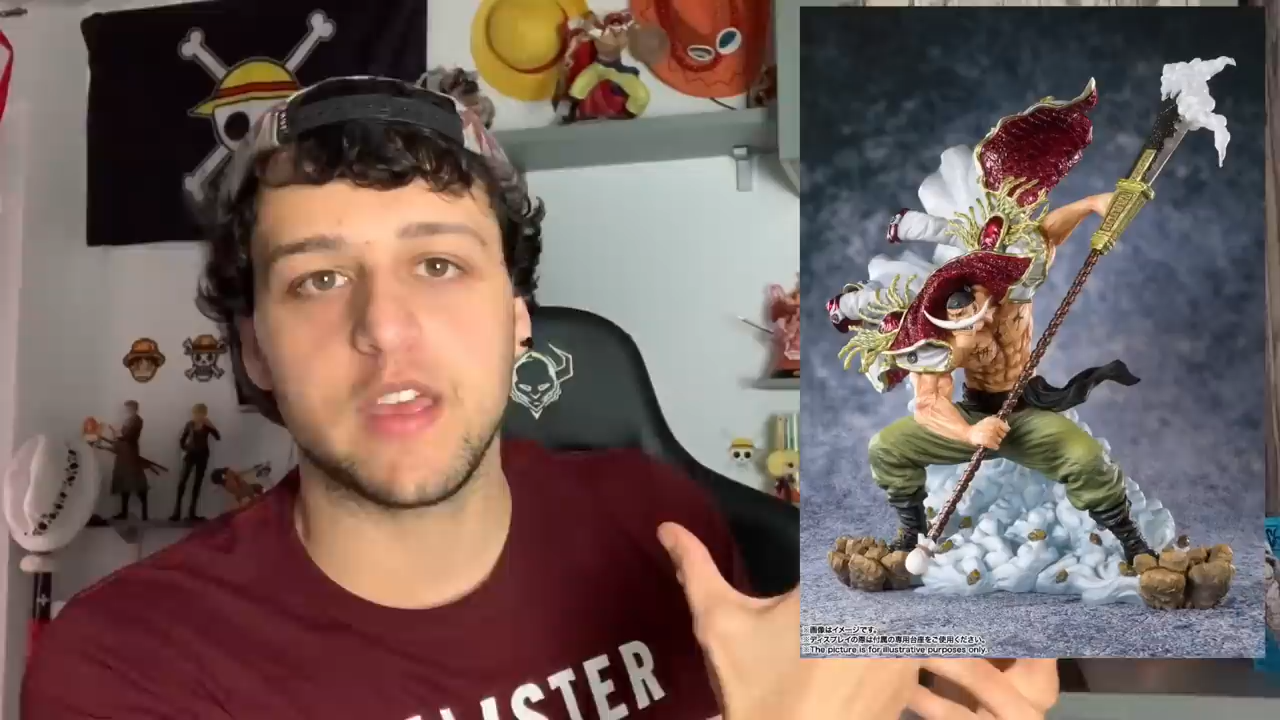 ※画像はイメージです。
※ディスプレイの際は付属の専用台座をご使用ください。
※The picture is for illustrative purposes only.